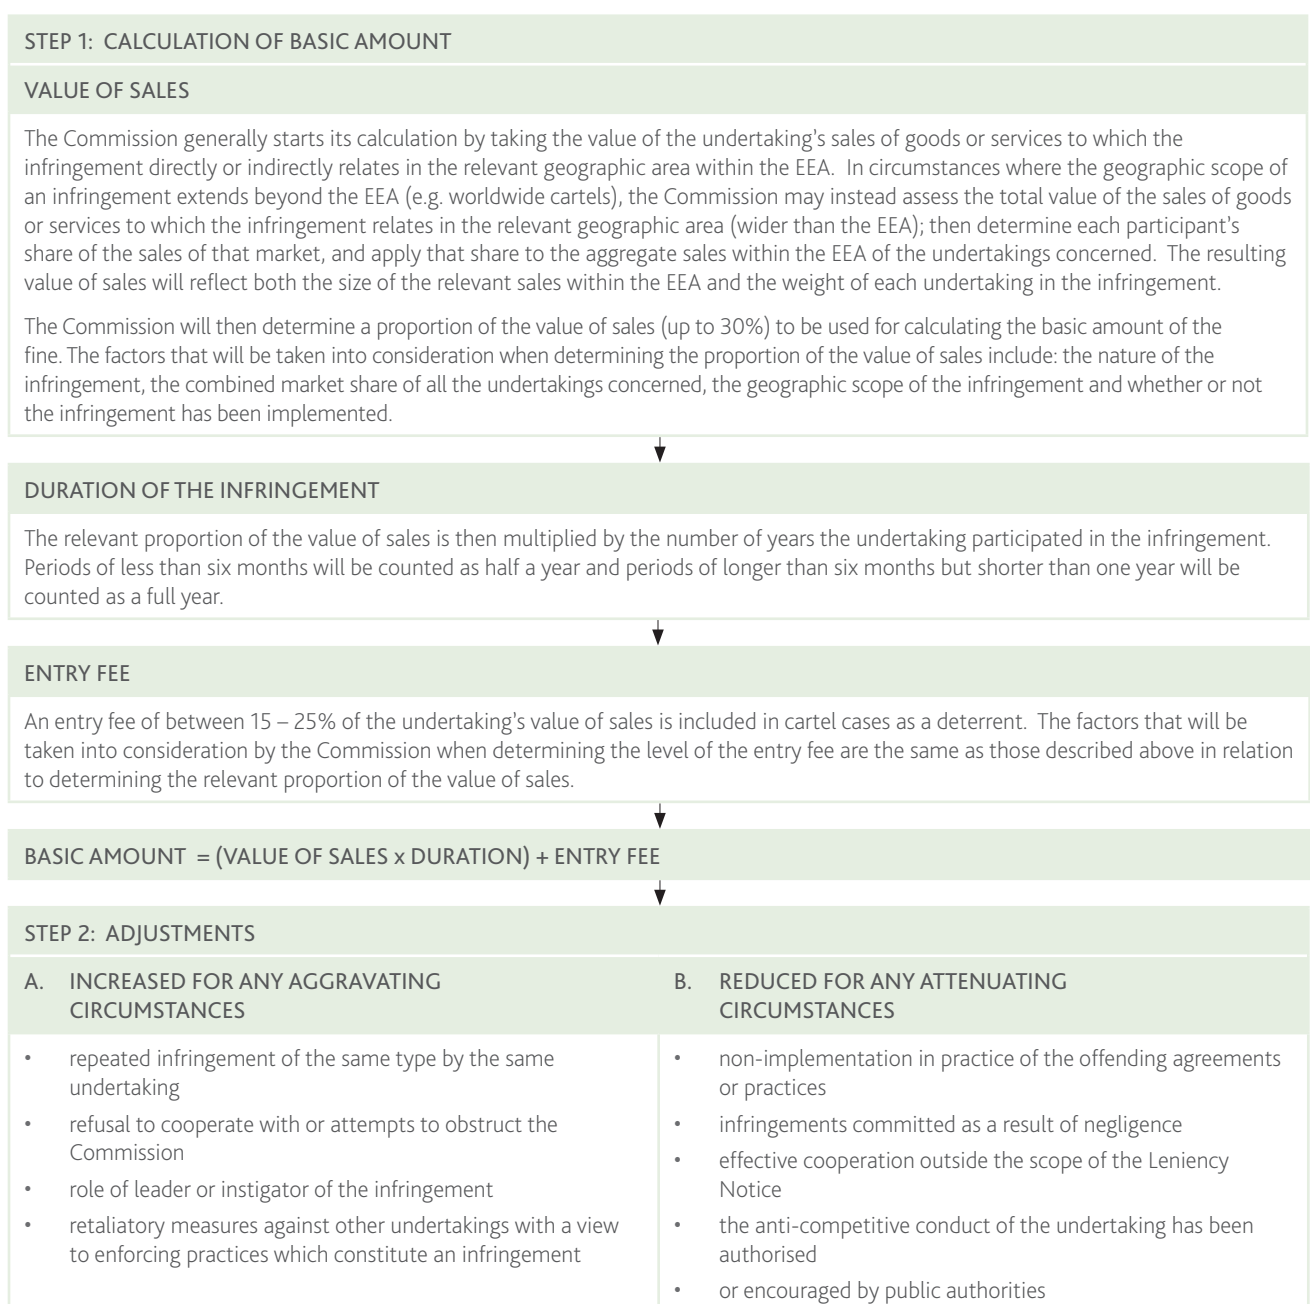 STEP 1: CALCULATION OF BASIC AMOUNT
VALUE OF SALES
The Commission generally starts its calculation by taking the value of the undertaking's sales of goods or services to which the
infringement directly or indirectly relates in the relevant geographic area within the EEA. In circumstances where the geographic scope of
an infringement extends beyond the EEA (e.g. worldwide cartels), the Commission may instead assess the total value of the sales of goods
or services to which the infringement relates in the relevant geographic area (wider than the EEA); then determine each participant's
share of the sales of that market, and apply that share to the aggregate sales within the EEA of the undertakings concerned. The resulting
value of sales will reflect both the size of the relevant sales within the EEA and the weight of each undertaking in the infringement.
The Commission will then determine a proportion of the value of sales (up to 30%) to be used for calculating the basic amount of the
fine. The factors that will be taken into consideration when determining the proportion of the value of sales include: the nature of the
infringement, the combined market share of all the undertakings concerned, the geographic scope of the infringement and whether or not
the infringement has been implemented.
DURATION OF THE INFRINGEMENT
The relevant proportion of the value of sales is then multiplied by the number of years the undertaking participated in the infringement.
Periods of less than six months will be counted as half a year and periods of longer than six months but shorter than one year will be
counted as a full year.
ENTRY FEE
An entry fee of between 15 – 25% of the undertaking's value of sales is included in cartel cases as a deterrent. The factors that will be
taken into consideration by the Commission when determining the level of the entry fee are the same as those described above in relation
to determining the relevant proportion of the value of sales.
BASIC AMOUNT = (VALUE OF SALES x DURATION) + ENTRY FEE
STEP 2: ADJUSTMENTS
A. INCREASED FOR ANY AGGRAVATING
CIRCUMSTANCES
• repeated infringement of the same type by the same
undertaking
• refusal to cooperate with or attempts to obstruct the
Commission
• role of leader or instigator of the infringement
• retaliatory measures against other undertakings with a view
to enforcing practices which constitute an infringement
B. REDUCED FOR ANY ATTENUATING
CIRCUMSTANCES
• non-implementation in practice of the offending agreements
or practices
• infringements committed as a result of negligence
• effective cooperation outside the scope of the Leniency
Notice
• the anti-competitive conduct of the undertaking has been
authorised
• or encouraged by public authorities